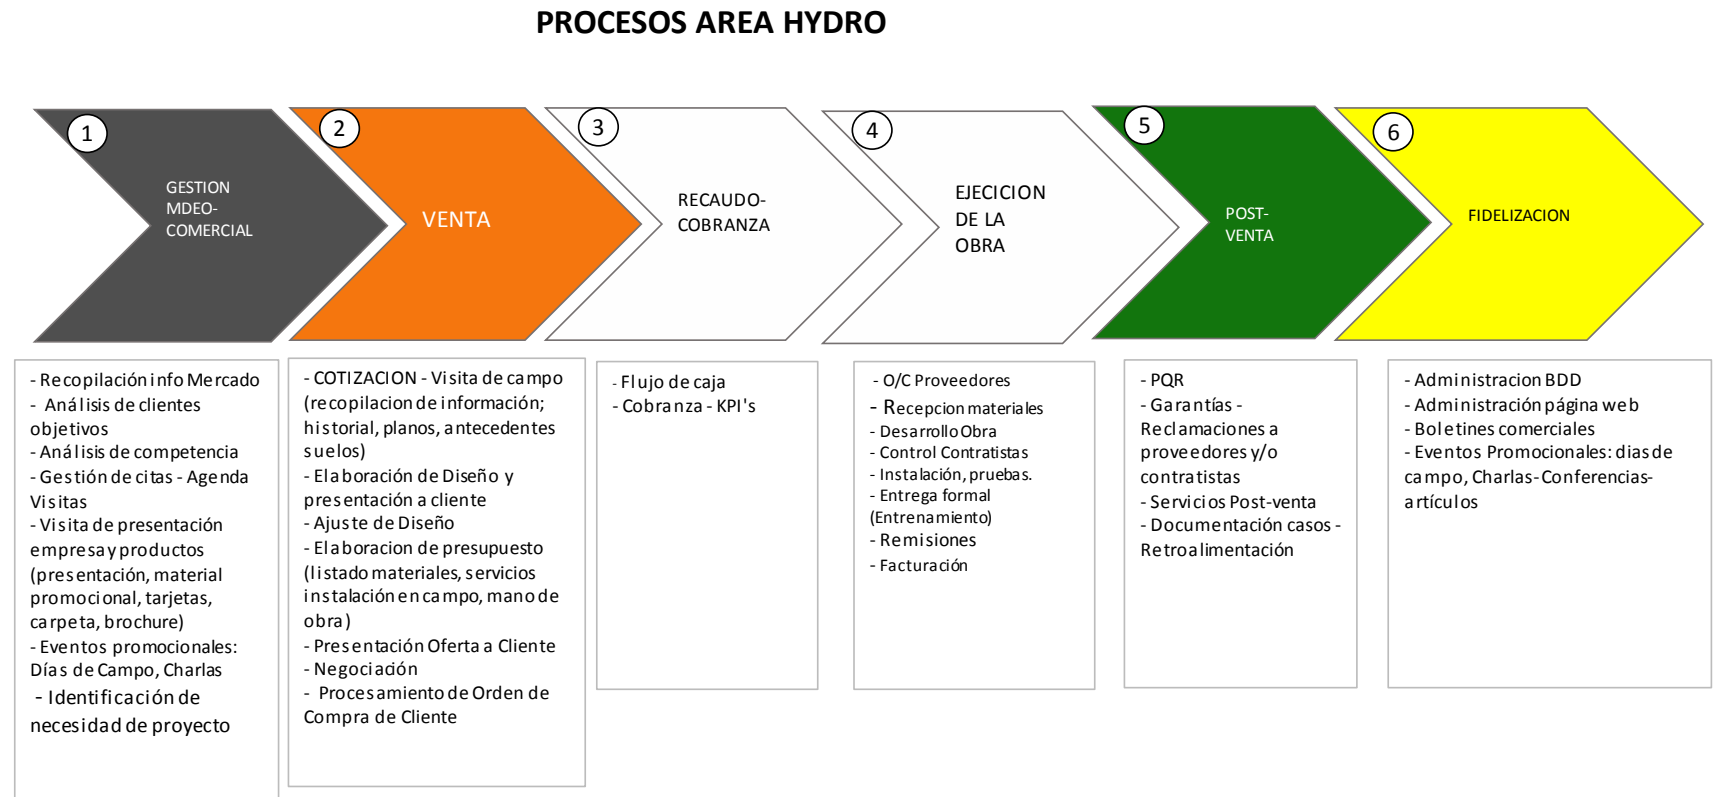 PROCESOS AREA HYDRO
1
GESTION
MDEO-
COMERCIAL
2
VENTA
3
RECAUDO-
COBRANZA
4
EJECICION
DE LA
OBRA
5
POST-
VENTA
6
FIDELIZACION
- Recopilación info Mercado
- Análisis de clientes
objetivos
- Análisis de competencia
- Gestión de citas - Agenda
Visitas
- Visita de presentación
empresa y productos
(presentación, material
promocional, tarjetas,
carpeta, brochure)
- Eventos promocionales:
Días de Campo, Charlas
- Identificación de
necesidad de proyecto
- COTIZACION - Visita de campo
(recopilacion de información;
historial, planos, antecedentes
suelos)
- Elaboración de Diseño y
presentación a cliente
- Ajuste de Diseño
- Elaboracion de presupuesto
(listado materiales, servicios
instalación en campo, mano de
obra)
- Presentación Oferta a Cliente
- Negociación
- Procesamiento de Orden de
Compra de Cliente
- Flujo de caja
- Cobranza - KPI's
- O/C Proveedores
- Recepcion materiales
- Desarrollo Obra
- Control Contratistas
- Instalación, pruebas.
- Entrega formal
(Entrenamiento)
- Remisiones
- Facturación
- PQR
- Garantías -
Reclamaciones a
proveedores y/o
contratistas
- Servicios Post-venta
- Documentación casos -
Retroalimentación
- Administracion BDD
- Administración página web
- Boletines comerciales
- Eventos Promocionales: dias de
campo, Charlas-Conferencias-
artículos